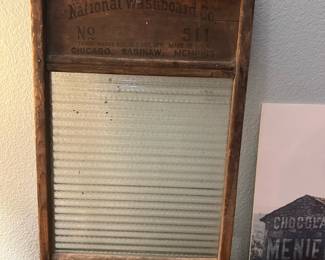 National Washboard Co.
No 511
CHICAGO, SAGINAW, MEMPHIS
CHOCOLA
MENIE